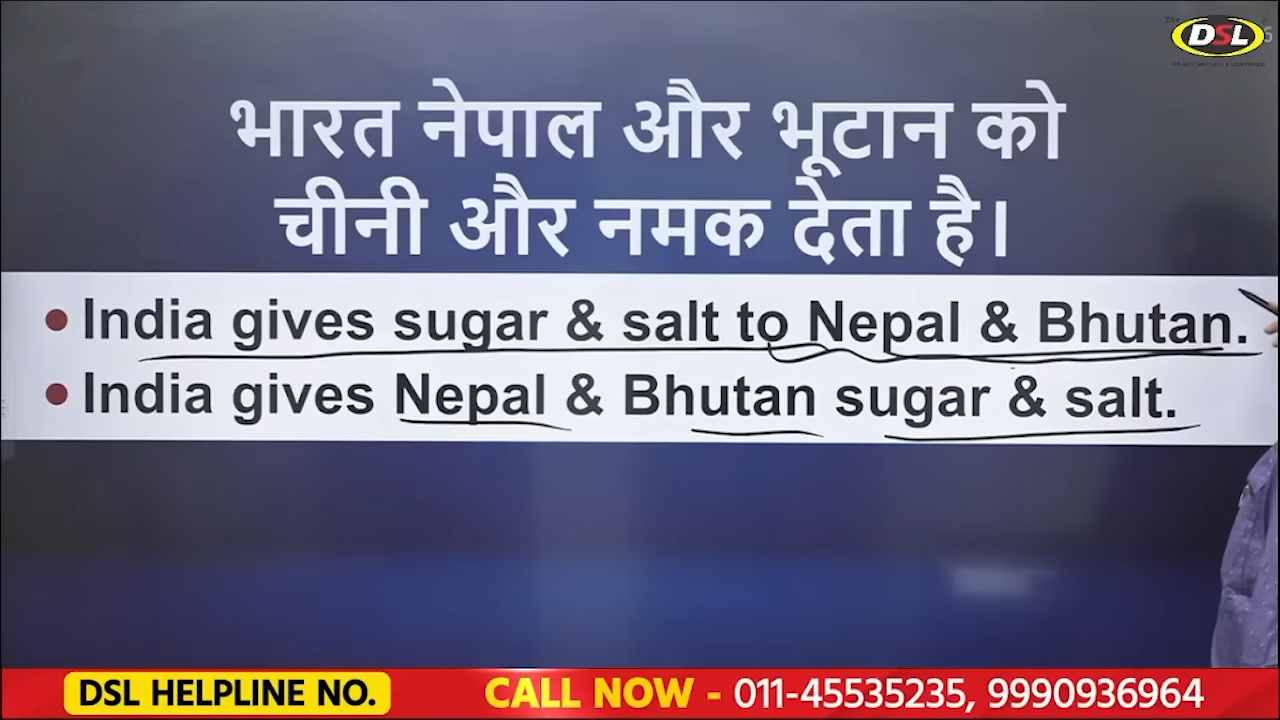 DSL
भारत नेपाल और भूटान को
चीनी और नमक देता है।
• India gives sugar & salt to Nepal & Bhutan.
• India gives Nepal & Bhutan sugar & salt.
DSL HELPLINE NO. CALL NOW - 011-45535235, 9990936964